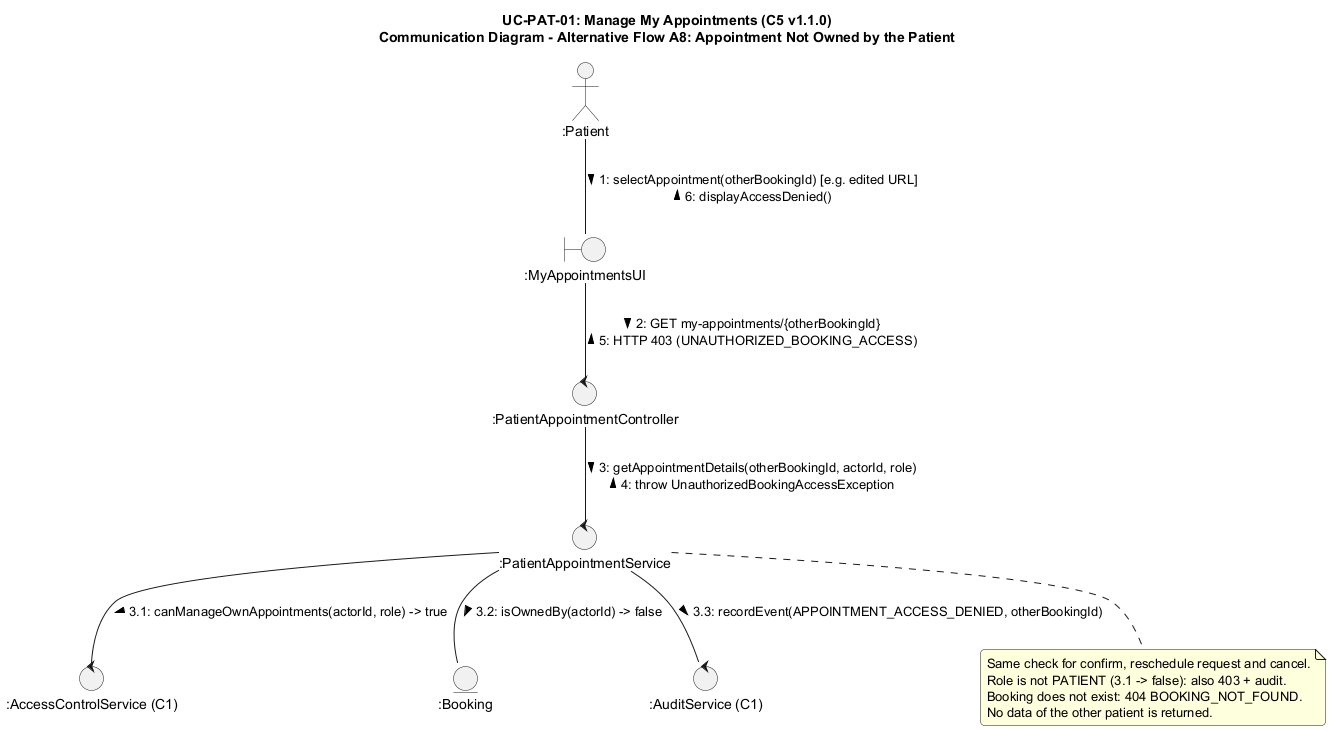 UC-PAT-01: Manage My Appointments (C5 v1.1.0)
Communication Diagram - Alternative Flow A8: Appointment Not Owned by the Patient
:Patient
1: selectAppointment(otherBookingId) [e.g. edited URL]
6: displayAccessDenied()
:MyAppointmentsUI
2: GET my-appointments/{otherBookingId}
5: HTTP 403 (UNAUTHORIZED_BOOKING_ACCESS)
:PatientAppointmentController
3: getAppointmentDetails(otherBookingId, actorId, role)
4: throw UnauthorizedBookingAccessException
:PatientAppointmentService
3.1: canManageOwnAppointments(actorId, role) -> true
3.2: isOwnedBy(actorId) -> false
3.3: recordEvent(APPOINTMENT_ACCESS_DENIED, otherBookingId)
:AccessControlService (C1)
:Booking
:AuditService (C1)
Same check for confirm, reschedule request and cancel.
Role is not PATIENT (3.1 -> false): also 403 + audit.
Booking does not exist: 404 BOOKING_NOT_FOUND.
No data of the other patient is returned.